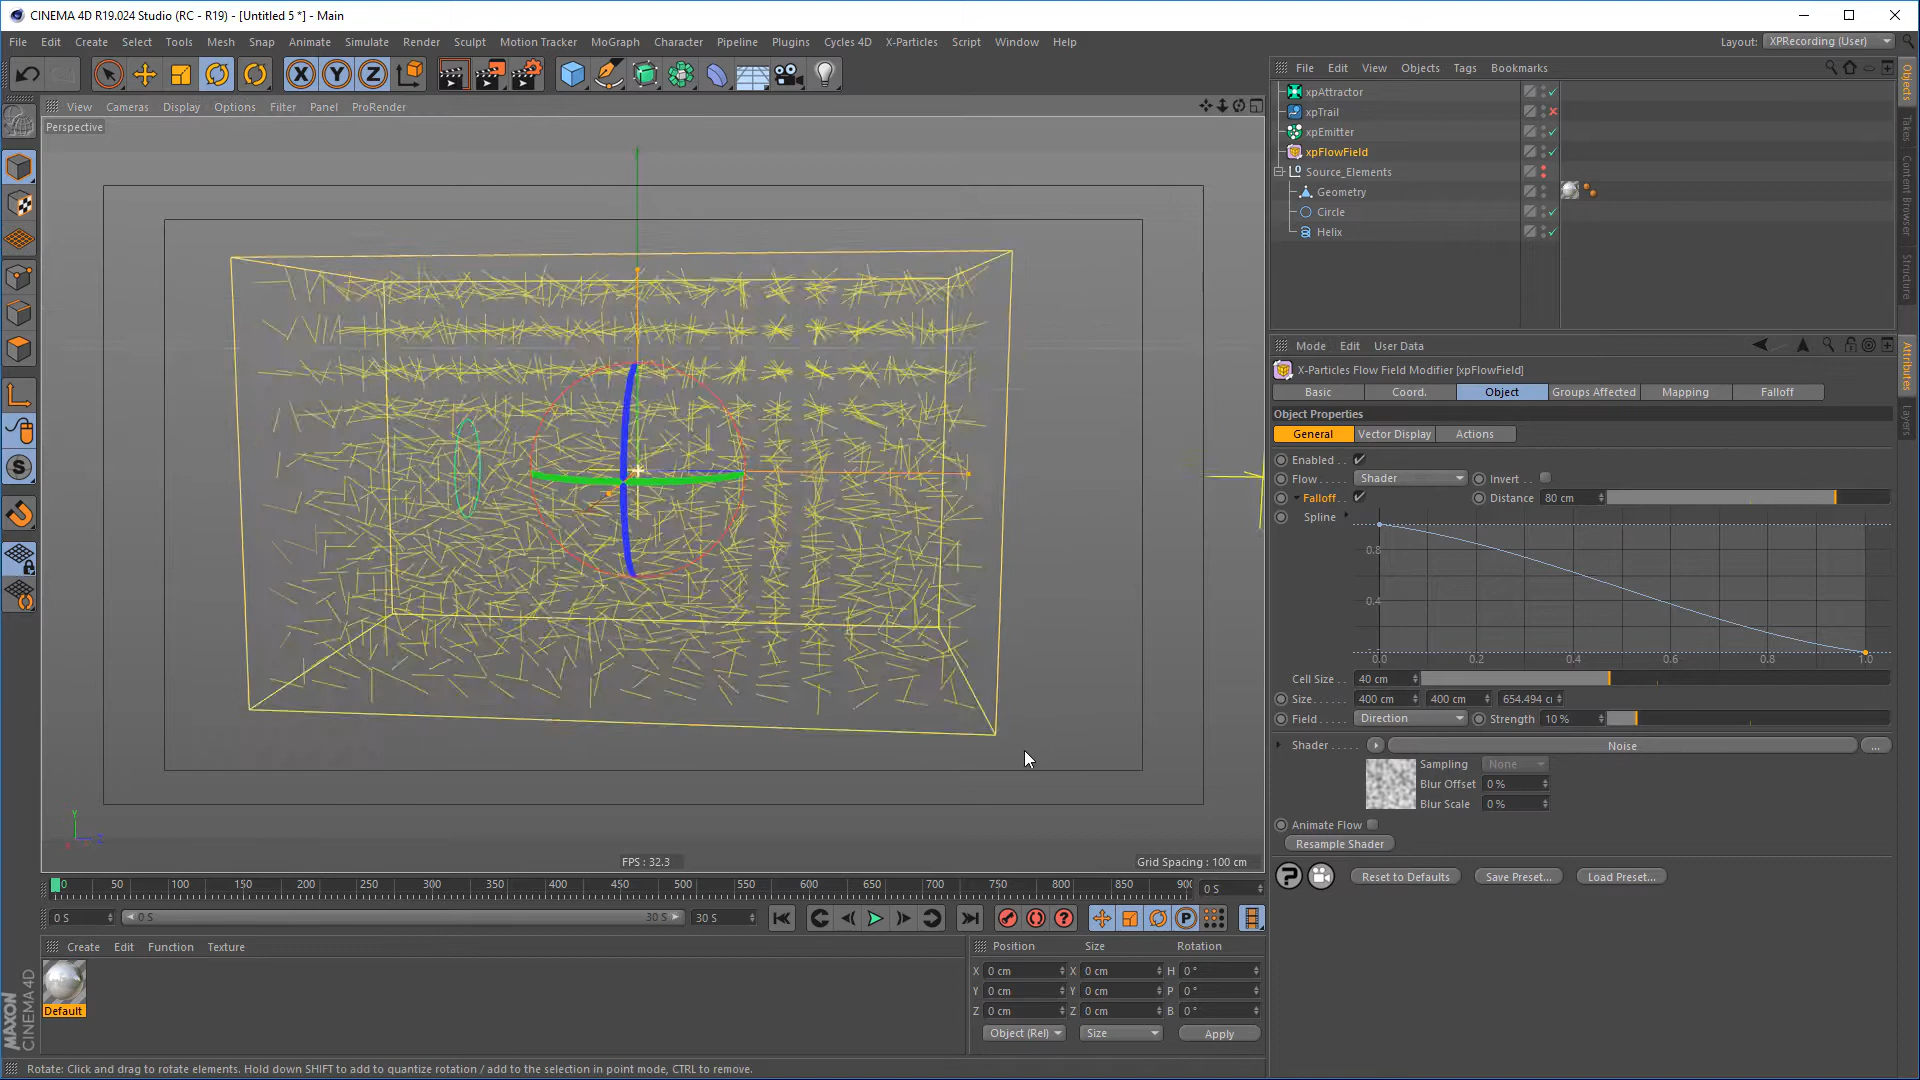 CINEMA 4D R19.024 Studio (RC - R19) - [Untitled 5 *] - Main
File Edit Create Select Tools Mesh Snap Animate Simulate Render Sculpt Motion Tracker MoGraph Character Pipeline Plugins Cycles 4D X-Particles Script Window Help
Layout: XPRecording (User)
X Y Z
View Cameras Display Options Filter Panel ProRender
Perspective
FPS : 32.3
Grid Spacing : 100 cm
File Edit View Objects Tags Bookmarks
xpAttractor
xpTrail
xpEmitter
xpFlowField
Source_Elements
Geometry
Circle
Helix
Objects
Takes
Content Browser
Structure
Attributes
Layers
Mode Edit User Data
X-Particles Flow Field Modifier [xpFlowField]
Basic Coord. Object Groups Affected Mapping Falloff
Object Properties
General Vector Display Actions
Enabled . .
Flow . . . . Shader Invert . .
Falloff . . Distance 80 cm
Spline
0.8
0.4
0.0 0.2 0.4 0.6 0.8 1.0
Cell Size . . 40 cm
Size . . . . . 400 cm 400 cm 654.494 c
Field . . . . . Direction Strength 10 %
Shader . . . . . Noise ...
Sampling None
Blur Offset 0 %
Blur Scale 0 %
Animate Flow
Resample Shader
Reset to Defaults Save Preset... Load Preset...
0 50 100 150 200 250 300 350 400 450 500 550 600 650 700 750 800 850 90 0 S
0 S 0 S 30 S 30 S
P
Create Edit Function Texture
Default
MAXON
CINEMA 4D
Position Size Rotation
X 0 cm X 0 cm H 0 °
Y 0 cm Y 0 cm P 0 °
Z 0 cm Z 0 cm B 0 °
Object (Rel) Size Apply
Rotate: Click and drag to rotate elements. Hold down SHIFT to add to quantize rotation / add to the selection in point mode, CTRL to remove.